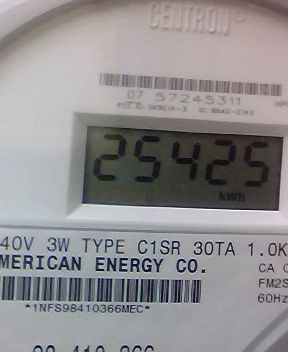 CENTRON
07 57245311
25425
kWh
40V 3W TYPE C1SR 30TA 1.0K
MERICAN ENERGY CO.
CA 0
FM2S
60Hz
*1NFS98410366MEC*